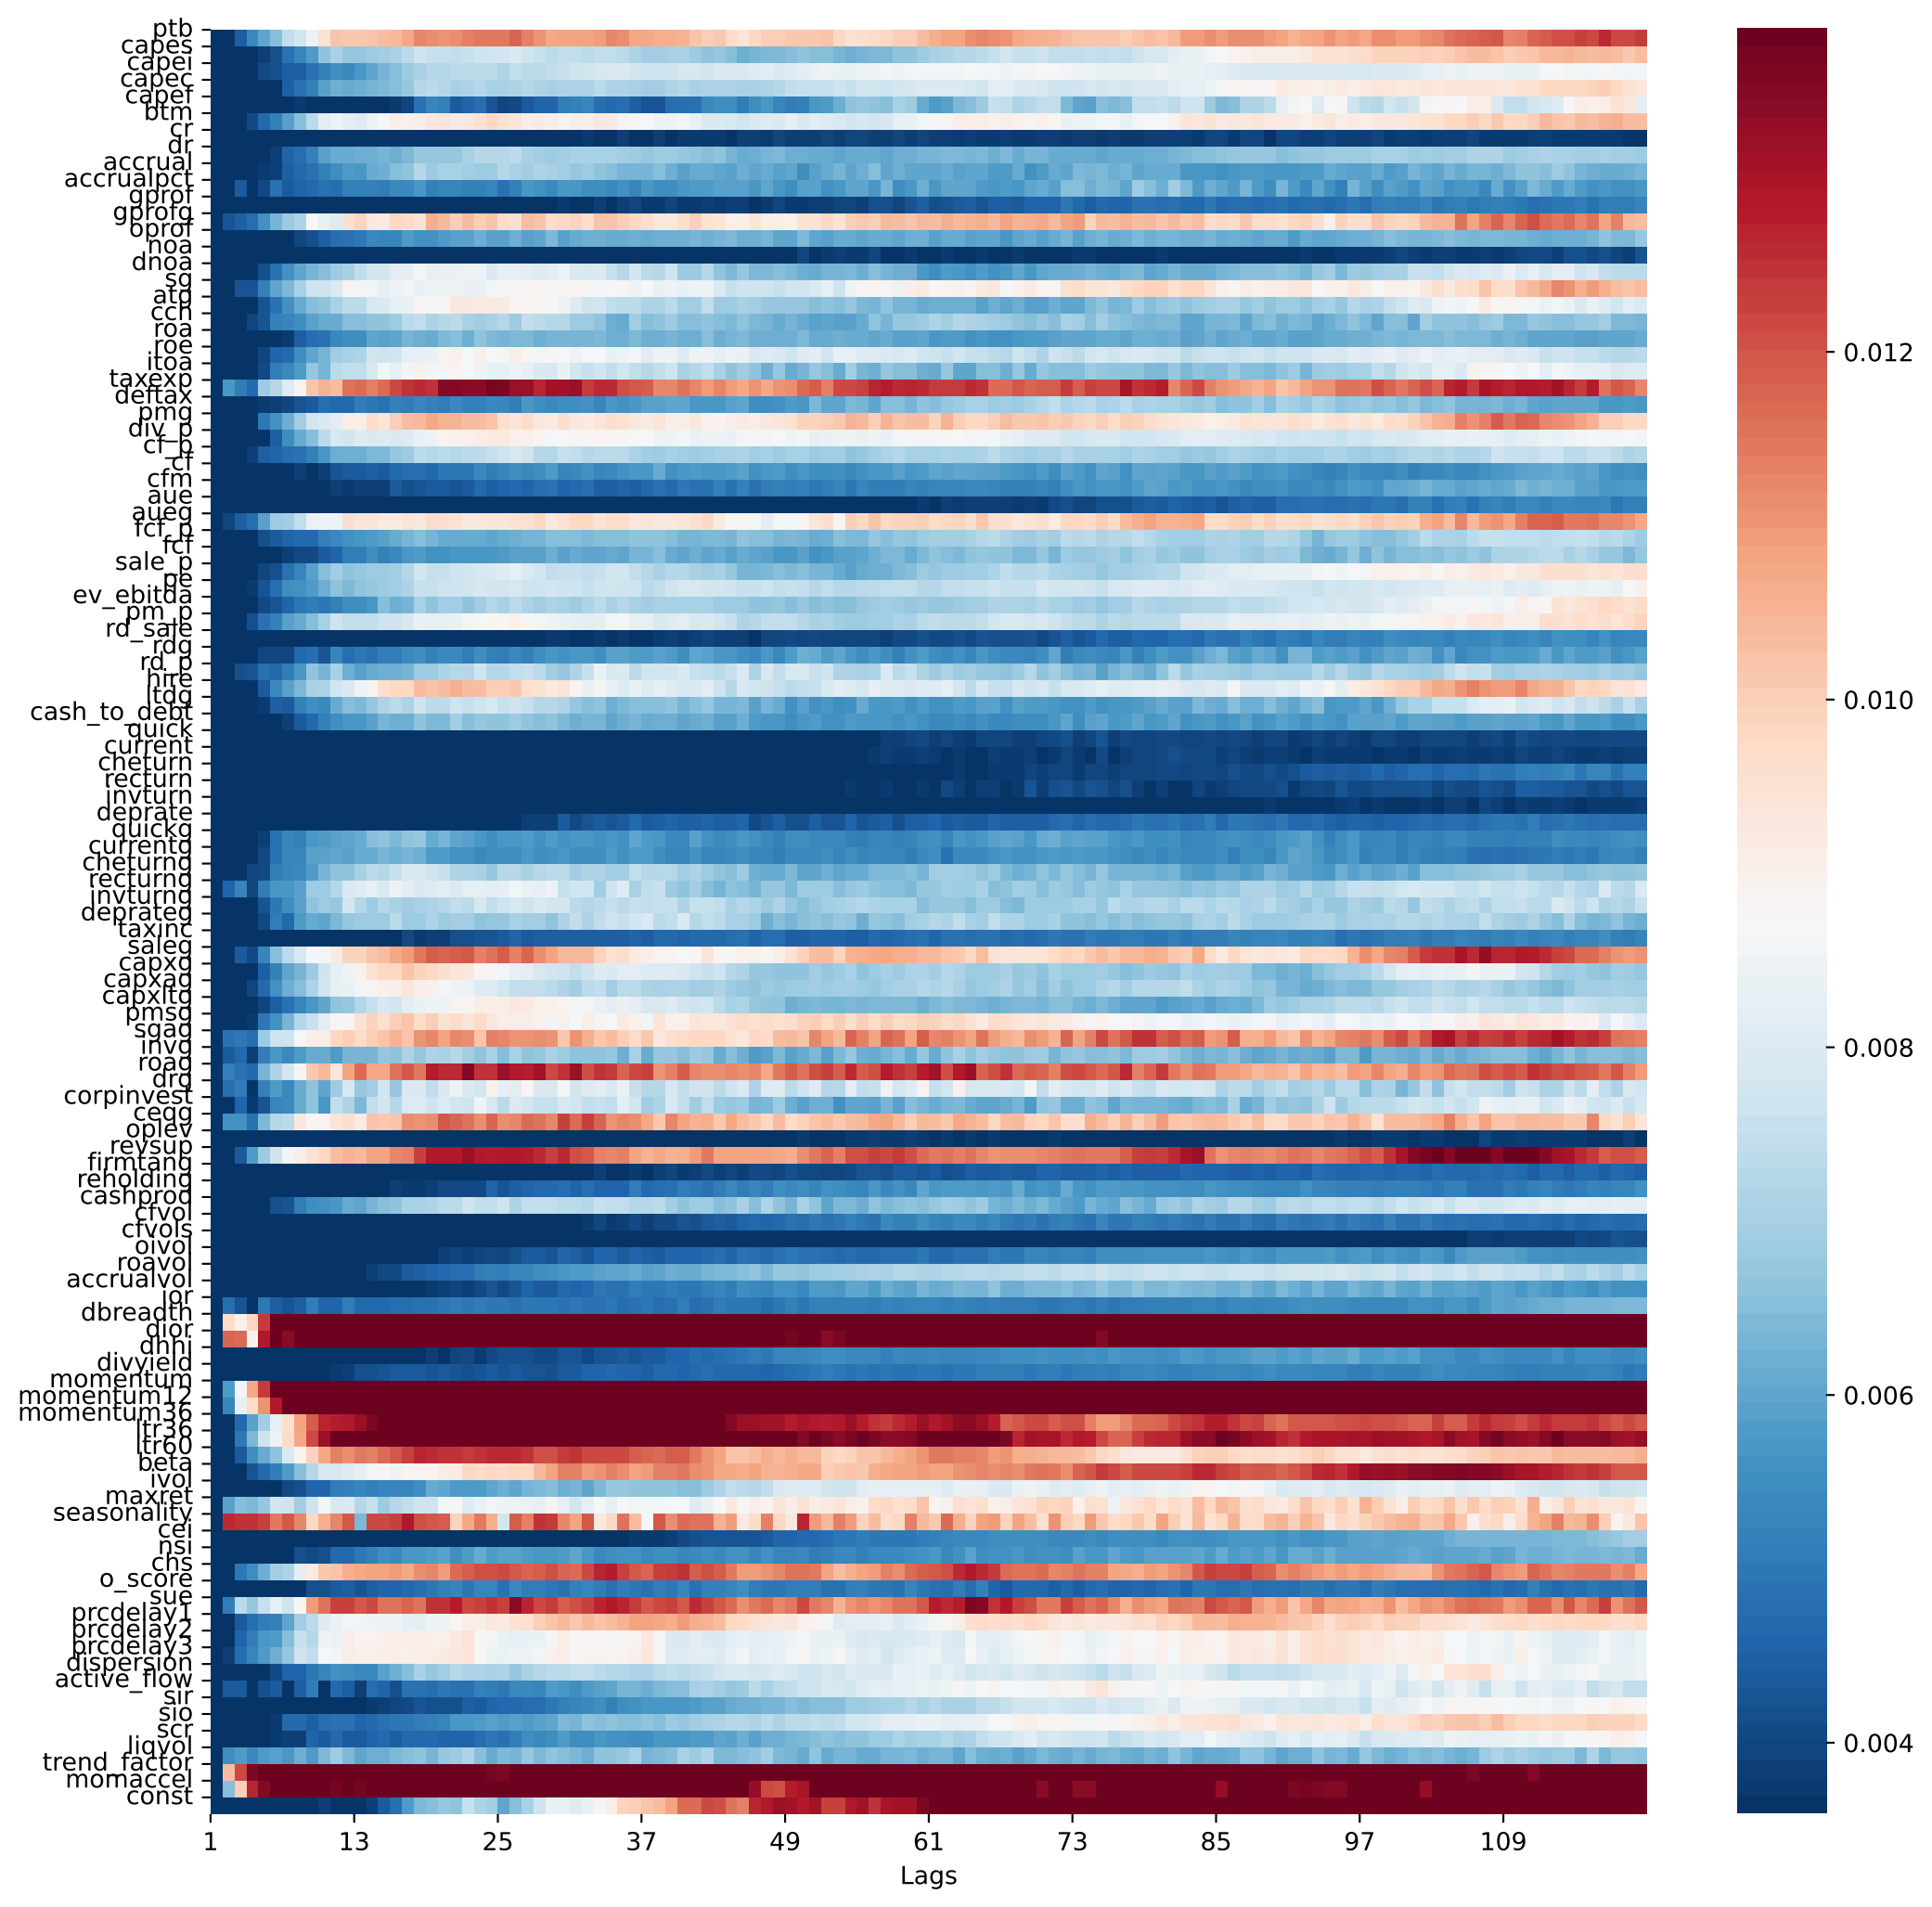 ptb
capes
capei
capec
capef
btm
cr
dr
accrual
accrualpct
gprof
gprofg
oprof
noa
dnoa
sg
atg
cch
roa
roe
itoa
taxexp
deftax
pmg
div_p
cf_p
cf
cfm
aue
aueg
fcf_p
fcf
sale_p
pe
ev_ebitda
pm_p
rd_sale
rdg
rd_p
hire
ltdg
cash_to_debt
quick
current
cheturn
recturn
invturn
deprate
quickg
currentg
cheturng
recturng
invturng
deprateg
taxinc
saleg
capxg
capxag
capxitg
pmsg
sgag
invg
roag
drg
corpinvest
ceqg
oplev
revsup
firmtang
reholding
cashprod
cfvol
cfvols
oivol
roavol
accrualvol
ior
dbreadth
dior
dhhi
divyield
momentum
momentum12
momentum36
ltr36
ltr60
beta
ivol
maxret
seasonality
cei
nsi
chs
o_score
sue
prcdelay1
prcdelay2
prcdelay3
dispersion
active_flow
sir
sio
scr
liqvol
trend_factor
momaccel
const
1 13 25 37 49 61 73 85 97 109
Lags
0.012
0.010
0.008
0.006
0.004